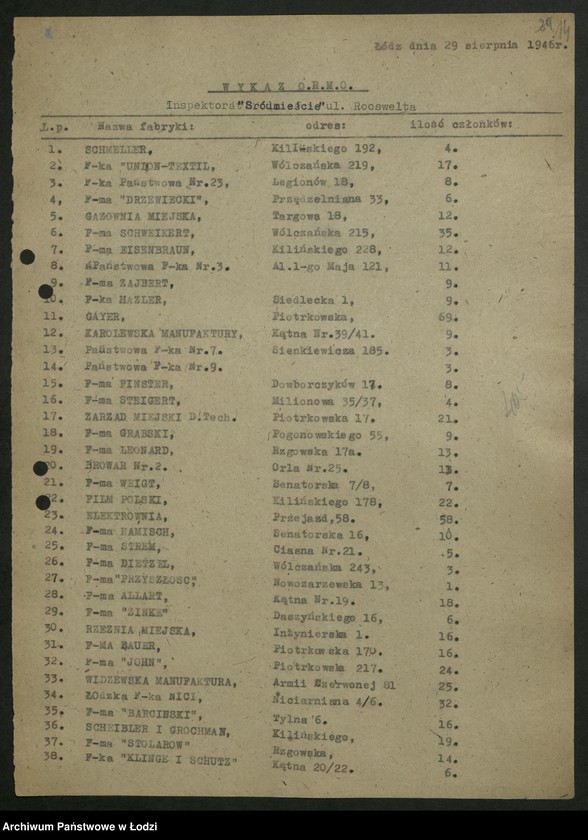 Łódz dnia 29 sierpnia 1946r.
WYKAZ O.R.M.O.
Inspektorat "Sródmieście" ul. Rooswelta
L.p. Nazwa fabryki: adres: ilość członków:
1. SCHMELLER, Kilińskiego 192, 4.
2. F-ka "UNION-TEXTIL, Wólczańska 219, 17.
3. F-ka Państwowa Nr.23, Legionów 18, 8.
4, F-ma "DRZEWIECKI", Przędzelniana 33, 6.
5. GAZOWNIA MIEJSKA, Targowa 18, 12.
6. F-ma SCHWEIKERT, Wólczańska 215, 35.
7. F-ma EISENBRAUN, Kilińskiego 228, 12.
8. Państwowa F-ka Nr.3. Al.1-go Maja 121, 11.
9. F-ma ZAJBERT, 9.
10. F-ka HAZLER, Siedlecka 1, 9.
11. GAYER, Piotrkowska, 69.
12. KAROLEWSKA MANUFAKTURY, Kątna Nr.39/41. 9.
13. Państwowa F-ka Nr.7. Sienkiewicza 185. 3.
14. Państwowa F-ka Nr.9. 3.
15. F-ma FINSTER, Dowborczyków 17. 8.
16. F-ma STEIGERT, Milionowa 35/37, 4.
17. ZARZĄD MIEJSKI D.Tech. Piotrkowska 17. 21.
18. F-ma GRABSKI, Pogonowskiego 55, 9.
19. F-ma LEONARD, Rzgowska 17a. 13.
20. BROWAR Nr.2. Orla Nr.25. 13.
21. F-ma WEIGT, Senatorska 7/8, 7.
22. FILM POLSKI, Kilińskiego 178, 22.
23. ELEKTROWNIA, Przejazd,58. 58.
24. F-ma RAMISCH, Senatorska 16, 10.
25. F-ma STREM, Ciasna Nr.21. 5.
26. F-ma DIETZEL, Wólczańska 243, 3.
27. F-ma "PRZYSZŁOSC", Nowozarzewska 13, 1.
28. F-ma ALLART, Kątna Nr.19. 18.
29. F-ma "ZINKE" Daszyńskiego 16, 6.
30. RZEZNIA MIEJSKA, Inżynierska 1. 16.
31. F-MA BAUER, Piotrkowska 170. 16.
32. F-ma "JOHN", Piotrkowska 217. 24.
33. WIDZEWSKA MANUFAKTURA, Armii Czerwonej 81 25.
34. Łódzka F-ka NICI, Niciarniana 4/6. 32.
35. F-ma "BARCINSKI", Tylna 6. 16.
36. SCHEIBLER I GROCHMAN, Kilińskiego, 19.
37. F-ma "STOLAROW" Rzgowska, 14.
38. F-ka "KLINGE I SCHUTZ" Kątna 20/22. 6.
Archiwum Państwowe w Łodzi